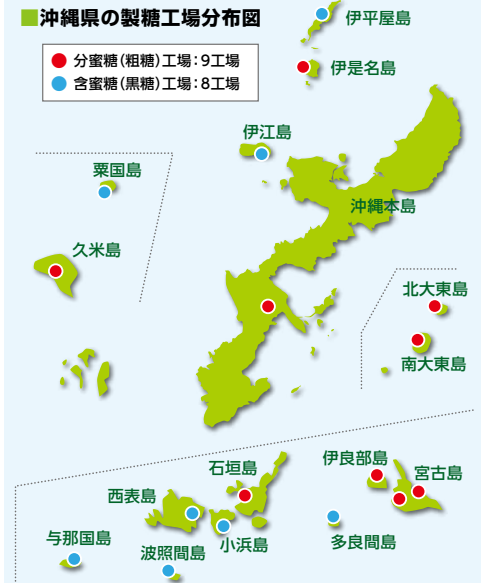 ■沖縄県の製糖工場分布図
分蜜糖(粗糖)工場:9工場
含蜜糖(黒糖)工場:8工場
伊平屋島
伊是名島
伊江島
粟国島
沖縄本島
久米島
北大東島
南大東島
石垣島
伊良部島
宮古島
西表島
与那国島
波照間島
小浜島
多良間島